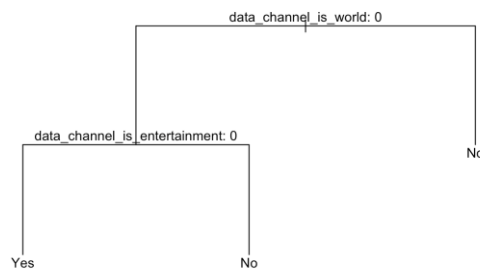 data_channel_is_world: 0
data_channel_is_entertainment: 0
No
Yes
No